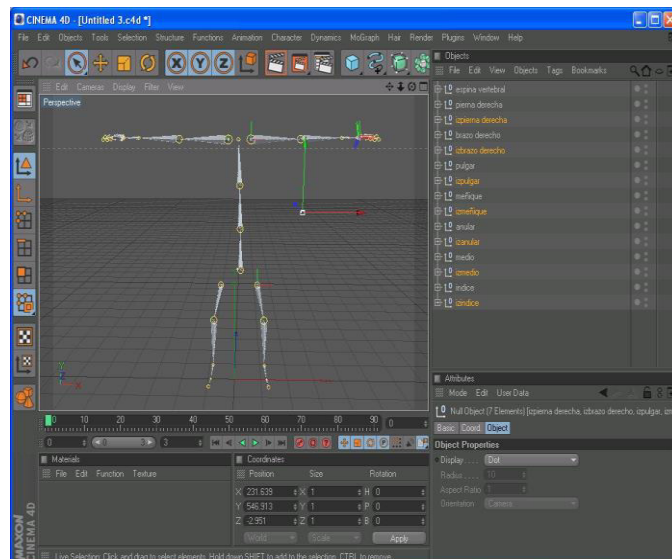 CINEMA 4D - [Untitled 3.c4d *]
File Edit Objects Tools Selection Structure Functions Animation Character Dynamics MoGraph Hair Render Plugins Window Help
Edit Cameras Display Filter View
Perspective
Objects
File Edit View Objects Tags Bookmarks
espina vertebral
pierna derecha
izpierna derecha
brazo derecho
izbrazo derecho
pulgar
izpulgar
meñique
izmeñique
anular
izanular
medio
izmedio
indice
izindice
Y
Z
X
Attributes
Mode Edit User Data
Null Object (7 Elements) [izpierna derecha, izbrazo derecho, izpulgar,
Basic Coord. Object
Object Properties
Display Dot
Radius 10
Aspect Ratio 1
Orientation Camera
0 10 20 30 40 50 60 70 80 90 0
0 0 3 3
Materials
File Edit Function Texture
Coordinates
Position Size Rotation
X 231.639 X 1 H 0
Y 546.913 Y 1 P 0
Z -2.951 Z 1 B 0
World Scale Apply
MAXON
CINEMA 4D
Live Selection: Click and drag to select elements. Hold down SHIFT to add to the selection, CTRL to remove.